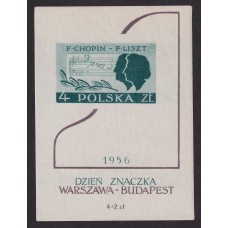 F·CHOPIN - F·LISZT
4 POLSKA ZŁ
1956
DZIEŃ ZNACZKA
WARSZAWA-BUDAPEST
4+2 zł